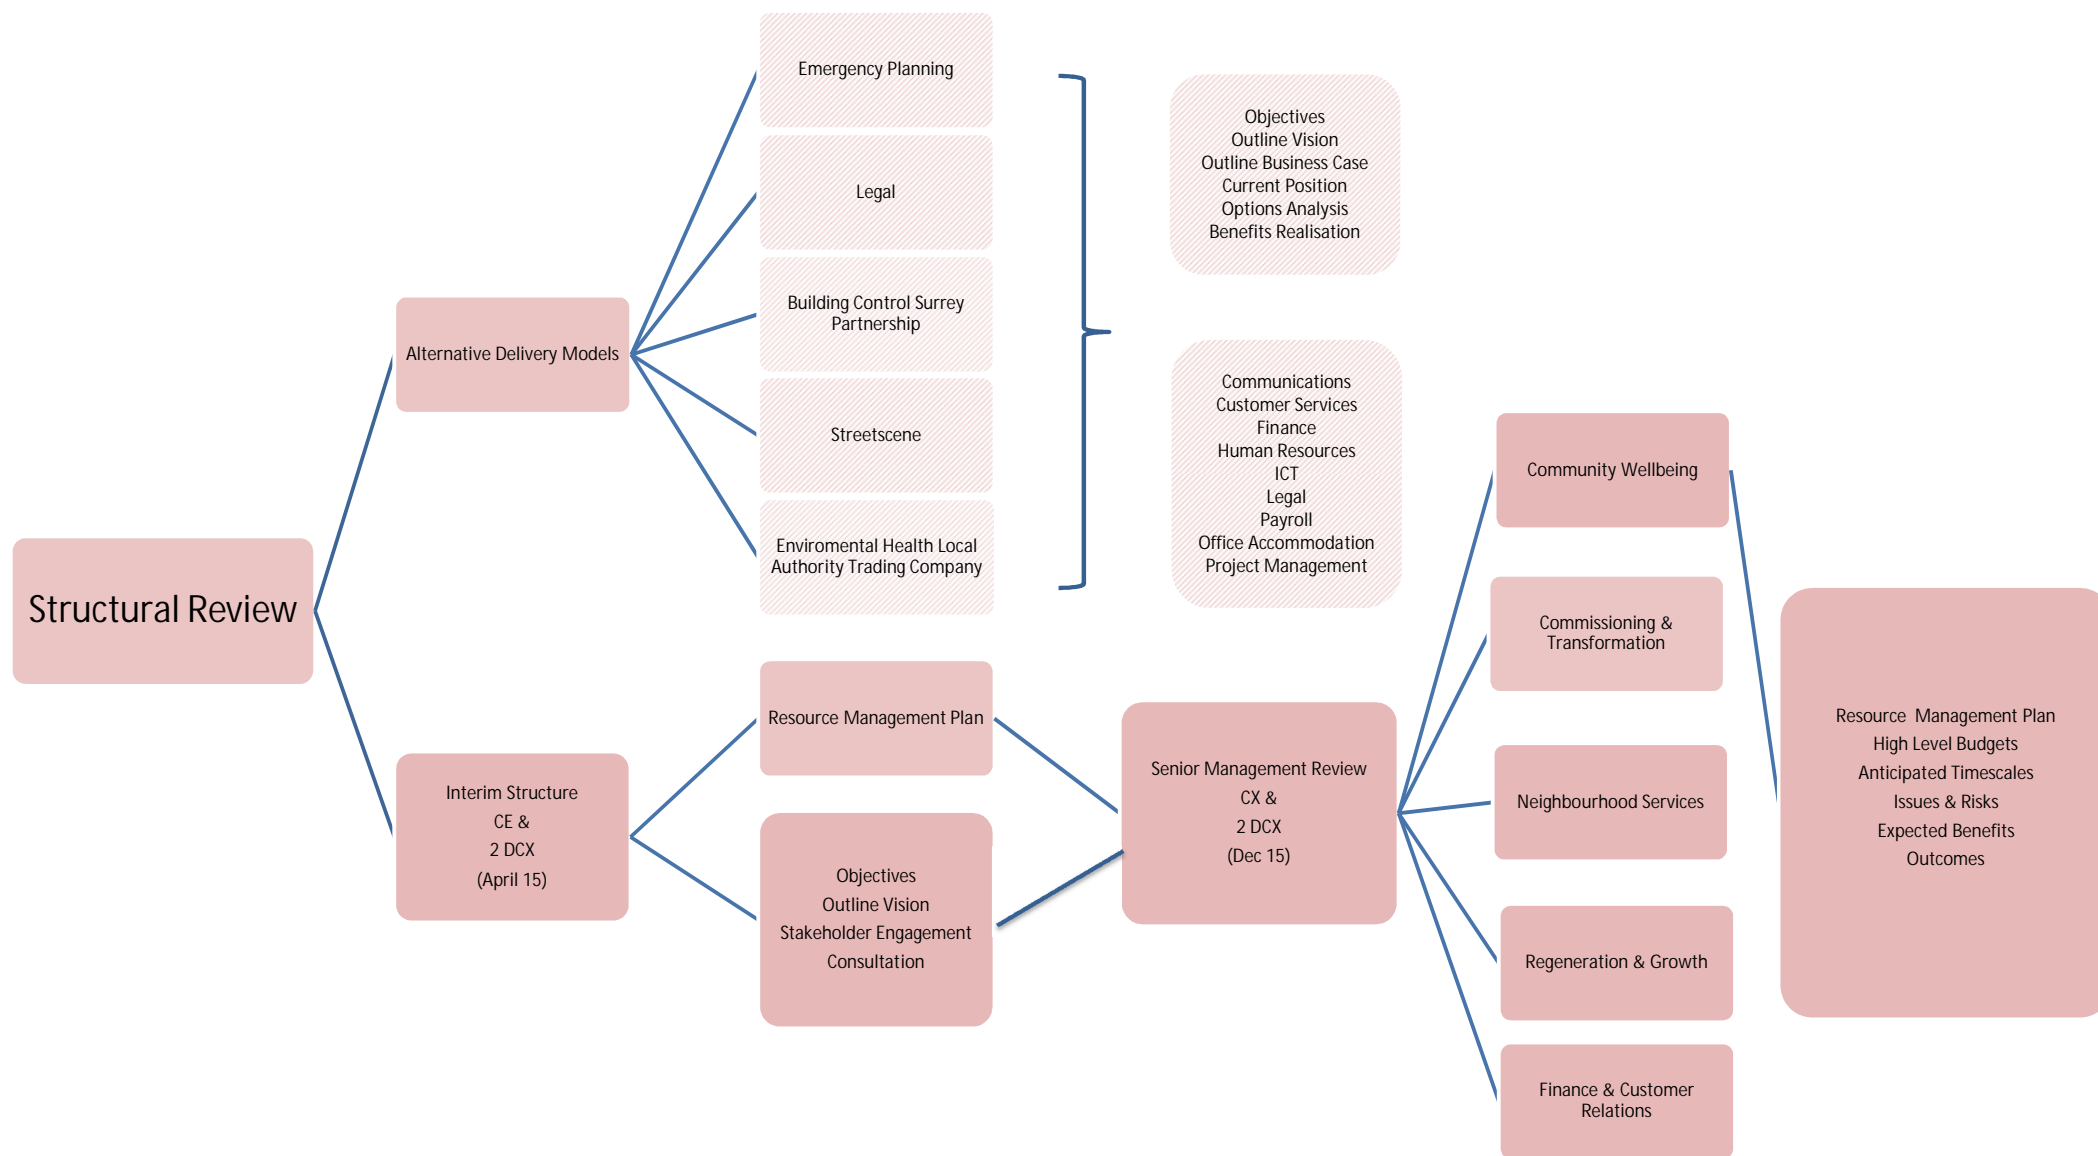 Structural Review
Alternative Delivery Models
Emergency Planning
Legal
Building Control Surrey
Partnership
Streetscene
Enviromental Health Local
Authority Trading Company
Objectives
Outline Vision
Outline Business Case
Current Position
Options Analysis
Benefits Realisation
Communications
Customer Services
Finance
Human Resources
ICT
Legal
Payroll
Office Accommodation
Project Management
Interim Structure
CE &
2 DCX
(April 15)
Resource Management Plan
Objectives
Outline Vision
Stakeholder Engagement
Consultation
Senior Management Review
CX &
2 DCX
(Dec 15)
Community Wellbeing
Commissioning &
Transformation
Neighbourhood Services
Regeneration & Growth
Finance & Customer
Relations
Resource  Management Plan
High Level Budgets
Anticipated Timescales
Issues & Risks
Expected Benefits
Outcomes